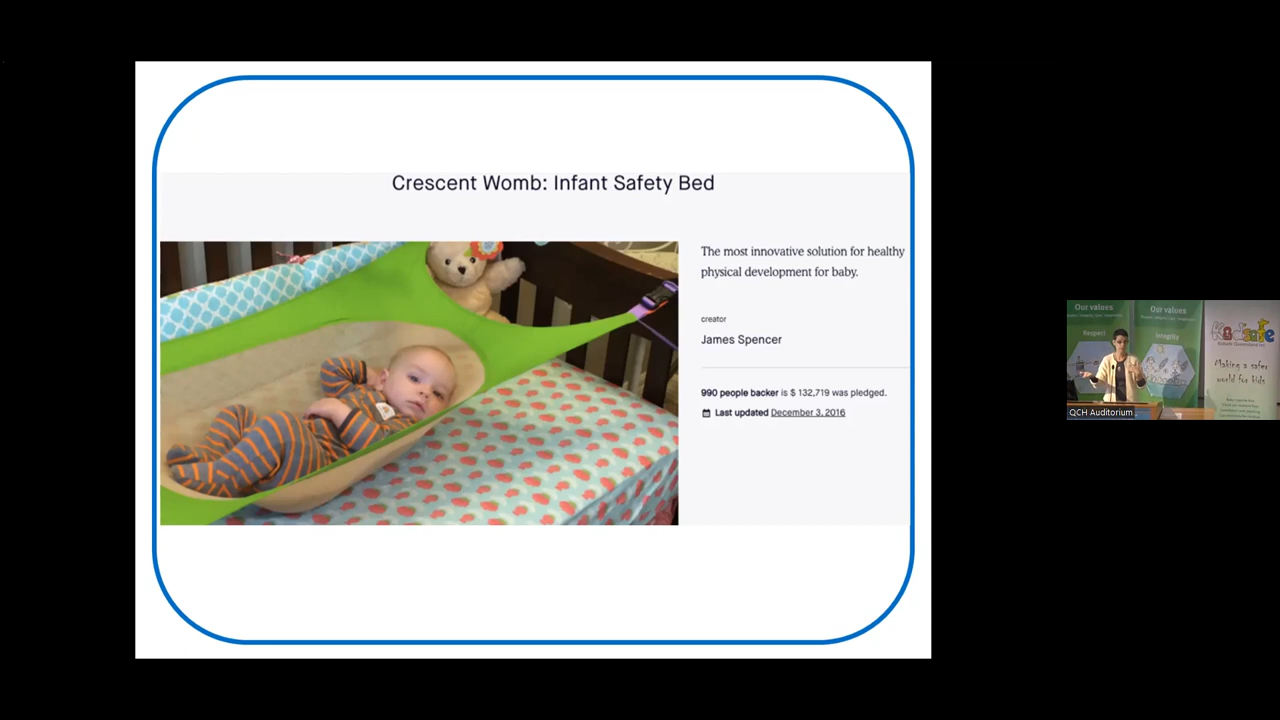 Crescent Womb: Infant Safety Bed
The most innovative solution for healthy
physical development for baby.
creator
James Spencer
990 people backer is $ 132,719 was pledged.
Last updated December 3, 2016
Our values
Our values
Respect
Integrity
Kidsafe
Making a safer
world for kids
QCH Auditorium